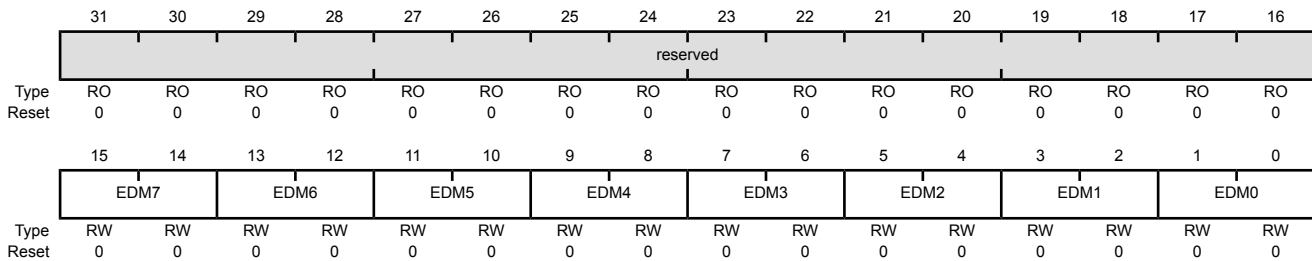 31 30 29 28 27 26 25 24 23 22 21 20 19 18 17 16
reserved
Type RO RO RO RO RO RO RO RO RO RO RO RO RO RO RO RO
Reset 0 0 0 0 0 0 0 0 0 0 0 0 0 0 0 0
15 14 13 12 11 10 9 8 7 6 5 4 3 2 1 0
EDM7 EDM6 EDM5 EDM4 EDM3 EDM2 EDM1 EDM0
Type RW RW RW RW RW RW RW RW RW RW RW RW RW RW RW RW
Reset 0 0 0 0 0 0 0 0 0 0 0 0 0 0 0 0